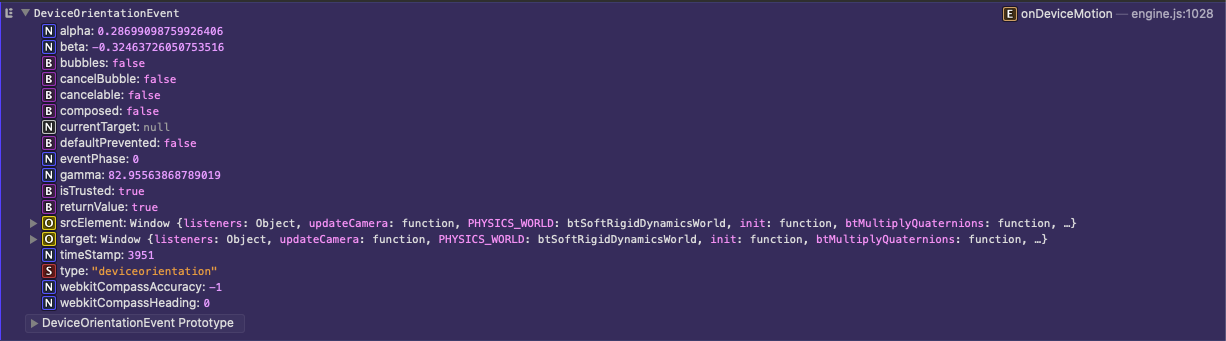 E DeviceOrientationEvent E onDeviceMotion — engine.js:1028
N alpha: 0.28699098759926406
N beta: -0.32463726050753516
B bubbles: false
B cancelBubble: false
B cancelable: false
B composed: false
N currentTarget: null
B defaultPrevented: false
N eventPhase: 0
N gamma: 82.95563868789019
B isTrusted: true
B returnValue: true
O srcElement: Window {listeners: Object, updateCamera: function, PHYSICS_WORLD: btSoftRigidDynamicsWorld, init: function, btMultiplyQuaternions: function, …}
O target: Window {listeners: Object, updateCamera: function, PHYSICS_WORLD: btSoftRigidDynamicsWorld, init: function, btMultiplyQuaternions: function, …}
N timeStamp: 3951
S type: "deviceorientation"
N webkitCompassAccuracy: -1
N webkitCompassHeading: 0
DeviceOrientationEvent Prototype